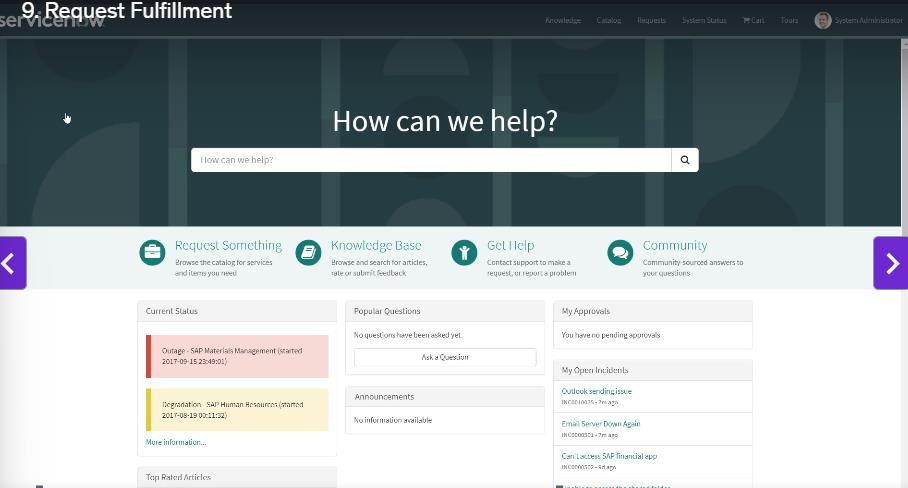 9. Request Fulfillment
servicenow
Knowledge
Catalog
Requests
System Status
Cart
Tours
System Administrator
How can we help?
How can we help?
Request Something
Browse the catalog for services
and items you need
Knowledge Base
Browse and search for articles,
rate or submit feedback
Get Help
Contact support to make a
request, or report a problem
Community
Community-sourced answers to
your questions
Current Status
Outage - SAP Materials Management (started
2017-09-15 23:49:01)
Degradation - SAP Human Resources (started
2017-08-19 00:11:32)
More information...
Top Rated Articles
Popular Questions
No questions have been asked yet.
Ask a Question
Announcements
No information available
My Approvals
You have no pending approvals
My Open Incidents
Outlook sending issue
• 7m ago
Email Server Down Again
INC0000501 • 7m ago
Can't access SAP financial app
INC0000502 • 9d ago